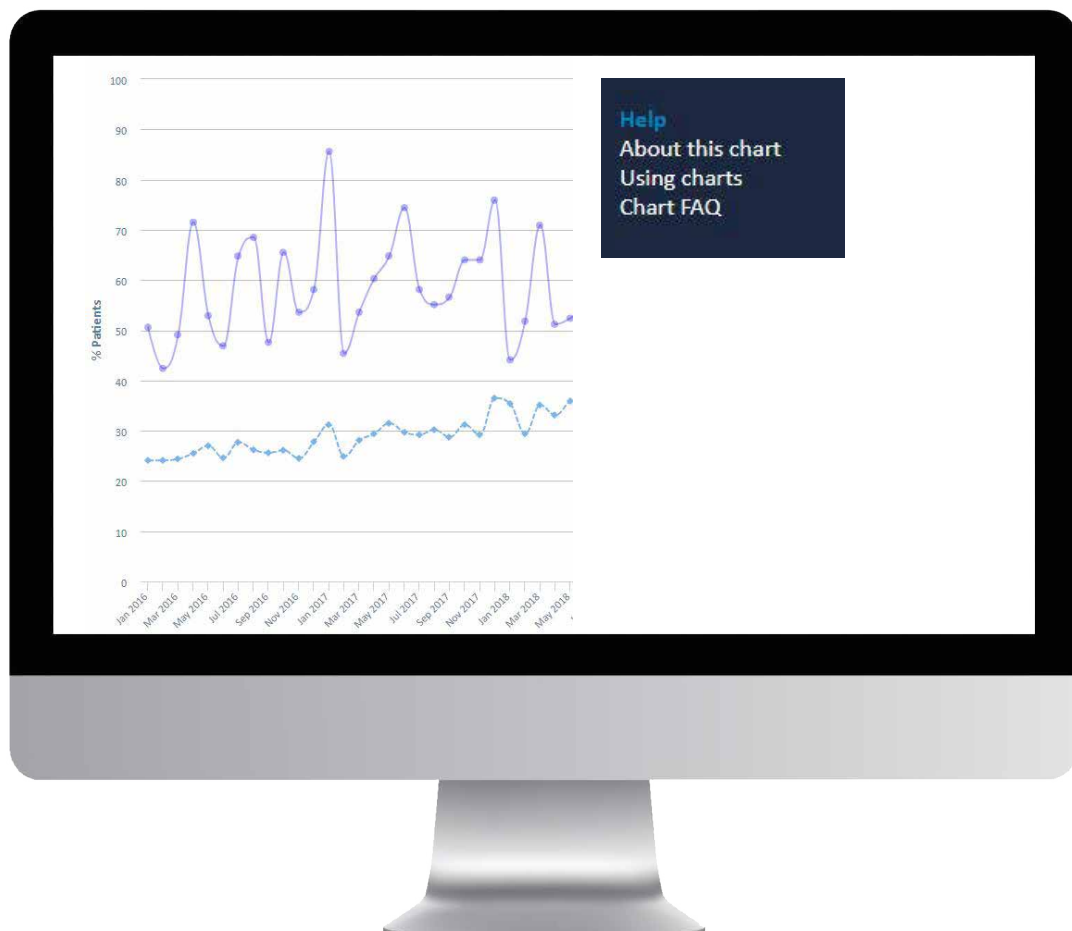 100
90
80
70
60
50
40
30
20
10
0
% Patients
Jan 2016
Mar 2016
May 2016
Jul 2016
Sep 2016
Nov 2016
Jan 2017
Mar 2017
May 2017
Jul 2017
Sep 2017
Nov 2017
Jan 2018
Mar 2018
May 2018
Help
About this chart
Using charts
Chart FAQ